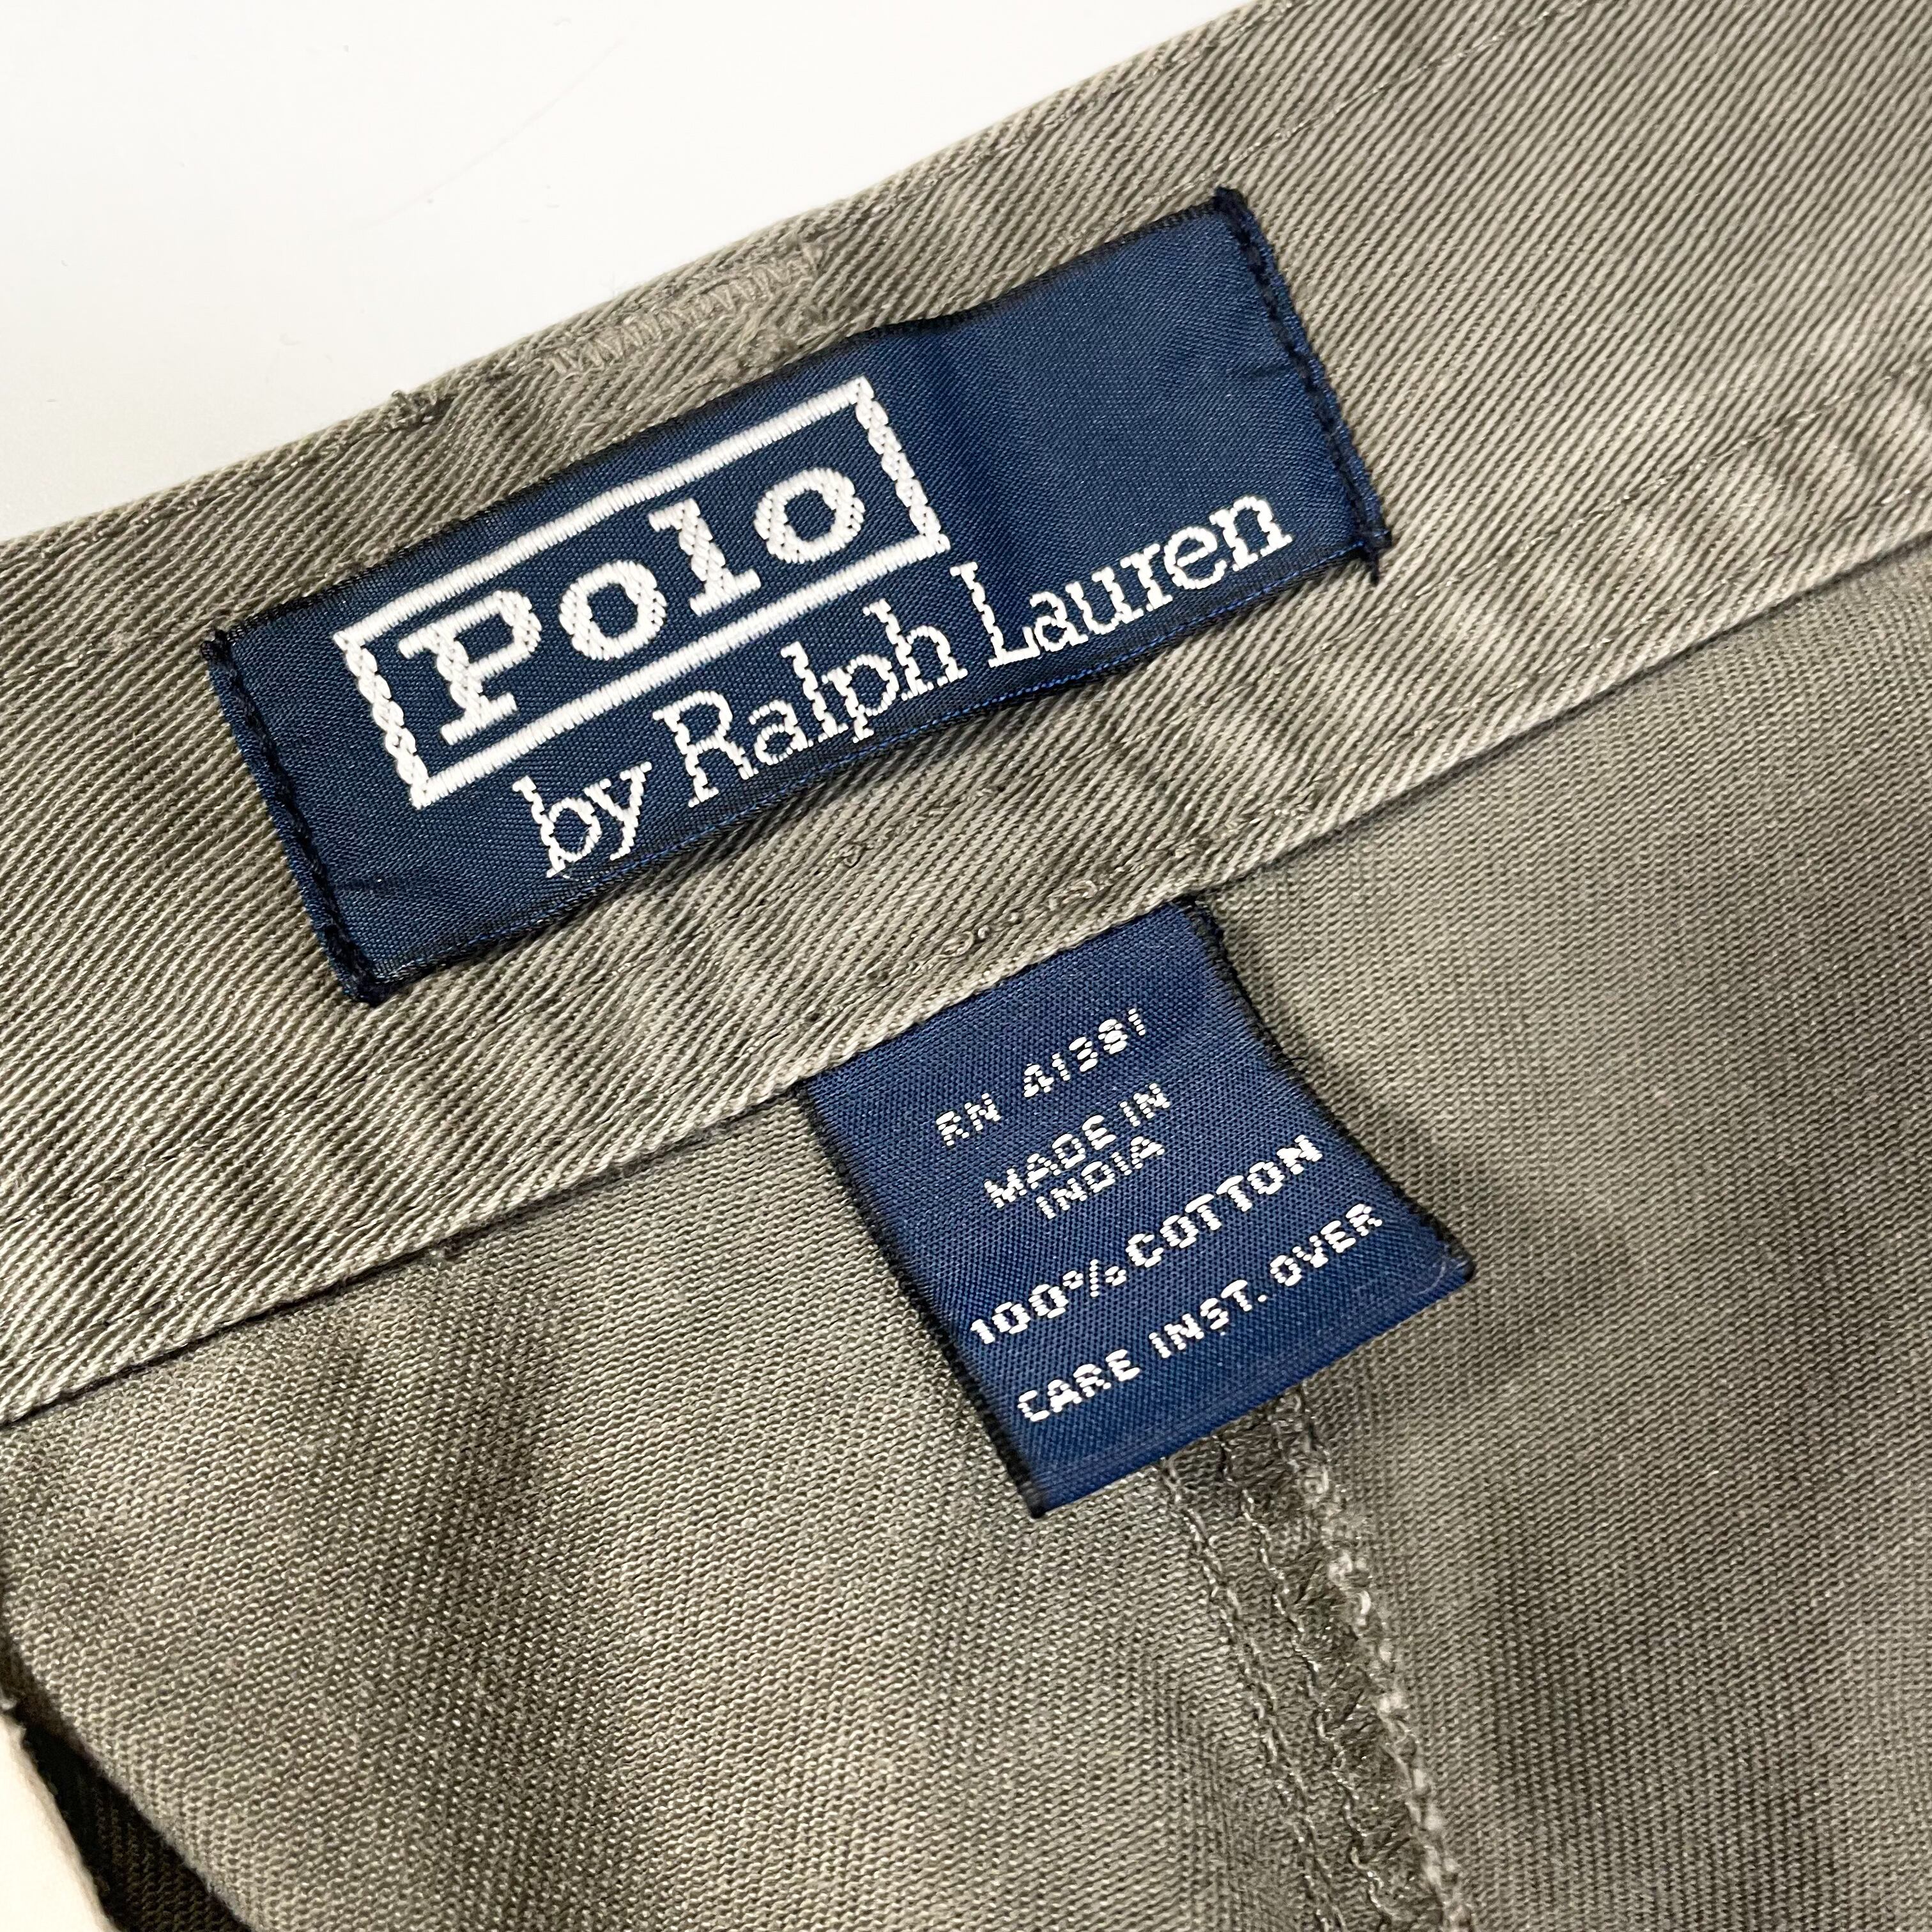 Polo
by Ralph Lauren
RN 41381
MADE IN
INDIA
100% COTTON
CARE INST. OVER